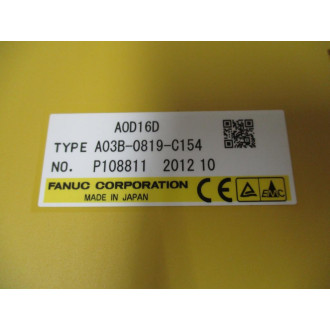 AOD16D
TYPE A03B-0819-C154
NO. P108811 2012 10
FANUC CORPORATION
MADE IN JAPAN